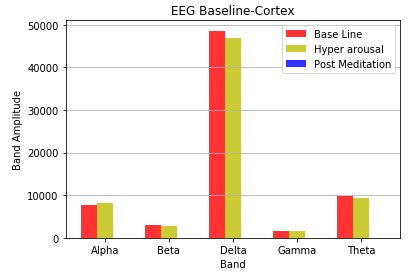 EEG Baseline-Cortex
50000
40000
30000
20000
10000
0
Band Amplitude
Base Line
Hyper arousal
Post Meditation
Alpha Beta Delta Gamma Theta
Band